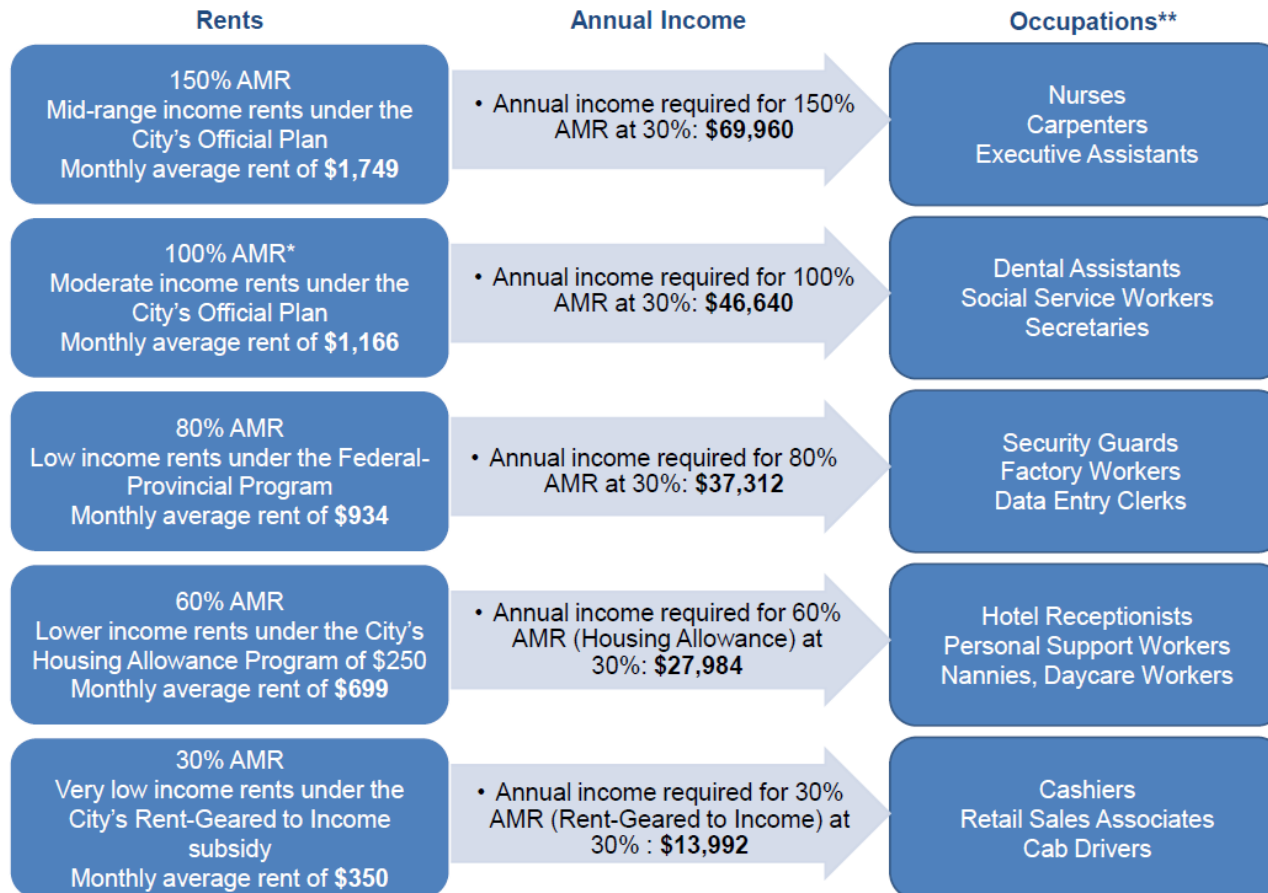 Rents
Annual Income
Occupations**
150% AMR
Mid-range income rents under the
City's Official Plan
Monthly average rent of $1,749
• Annual income required for 150%
AMR at 30%: $69,960
Nurses
Carpenters
Executive Assistants
100% AMR*
Moderate income rents under the
City's Official Plan
Monthly average rent of $1,166
• Annual income required for 100%
AMR at 30%: $46,640
Dental Assistants
Social Service Workers
Secretaries
80% AMR
Low income rents under the Federal-
Provincial Program
Monthly average rent of $934
• Annual income required for 80%
AMR at 30%: $37,312
Security Guards
Factory Workers
Data Entry Clerks
60% AMR
Lower income rents under the City's
Housing Allowance Program of $250
Monthly average rent of $699
• Annual income required for 60%
AMR (Housing Allowance) at
30%: $27,984
Hotel Receptionists
Personal Support Workers
Nannies, Daycare Workers
30% AMR
Very low income rents under the
City's Rent-Geared to Income
subsidy
Monthly average rent of $350
• Annual income required for 30%
AMR (Rent-Geared to Income) at
30% : $13,992
Cashiers
Retail Sales Associates
Cab Drivers